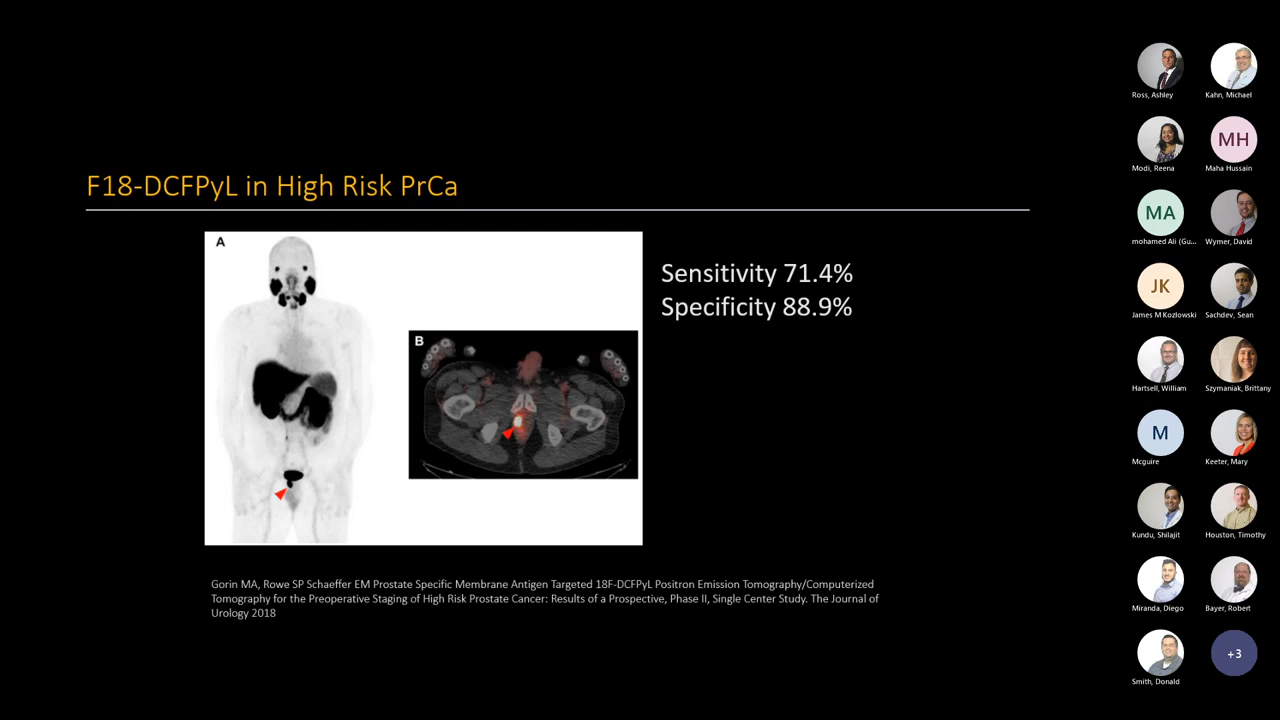 F18-DCFPyL in High Risk PrCa
A
B
Sensitivity 71.4%
Specificity 88.9%
Gorin MA, Rowe SP Schaeffer EM Prostate Specific Membrane Antigen Targeted 18F-DCFPyL Positron Emission Tomography/Computerized
Tomography for the Preoperative Staging of High Risk Prostate Cancer: Results of a Prospective, Phase II, Single Center Study. The Journal of
Urology 2018
Ross, Ashley
Kahn, Michael
Modi, Reena
MH
Maha Hussain
MA
mohamed Ali (Gu...
Wymer, David
JK
James M Kozlowski
Sachdev, Sean
Hartsell, William
Szymaniak, Brittany
M
Mcguire
Keeter, Mary
Kundu, Shilajit
Houston, Timothy
Miranda, Diego
Bayer, Robert
Smith, Donald
+3